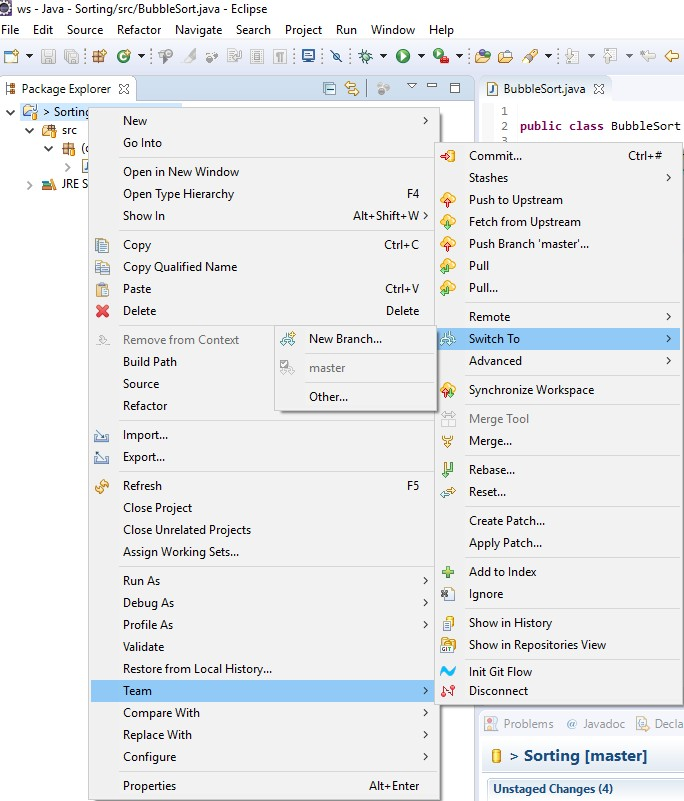 ws - Java - Sorting/src/BubbleSort.java - Eclipse
File Edit Source Refactor Navigate Search Project Run Window Help
Package Explorer
BubbleSort.java
> Sorting
src
JRE S
1
2 public class BubbleSort
3
New
Go Into
Open in New Window
Open Type Hierarchy F4
Show In Alt+Shift+W >
Copy Ctrl+C
Copy Qualified Name
Paste Ctrl+V
Delete Delete
Remove from Context
Build Path
Source
Refactor
Import...
Export...
Refresh F5
Close Project
Close Unrelated Projects
Assign Working Sets...
Run As
Debug As
Profile As
Validate
Restore from Local History...
Team
Compare With
Replace With
Configure
Properties Alt+Enter
New Branch...
master
Other...
Commit... Ctrl+#
Stashes
Push to Upstream
Fetch from Upstream
Push Branch 'master'...
Pull
Pull...
Remote
Switch To
Advanced
Synchronize Workspace
Merge Tool
Merge...
Rebase...
Reset...
Create Patch...
Apply Patch...
Add to Index
Ignore
Show in History
Show in Repositories View
Init Git Flow
Disconnect
Problems @ Javadoc Decla
> Sorting [master]
Unstaged Changes (4)